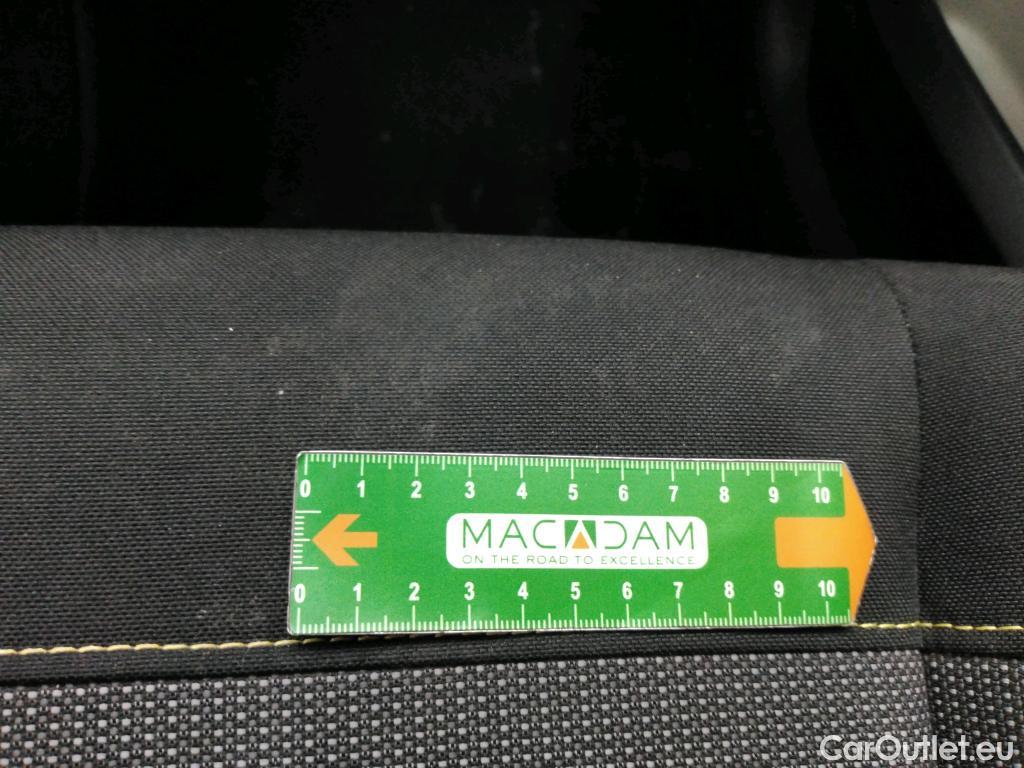 0 1 2 3 4 5 6 7 8 9 10
MACADAM
ON THE ROAD TO EXCELLENCE
0 1 2 3 4 5 6 7 8 9 10
CarOutlet.eu